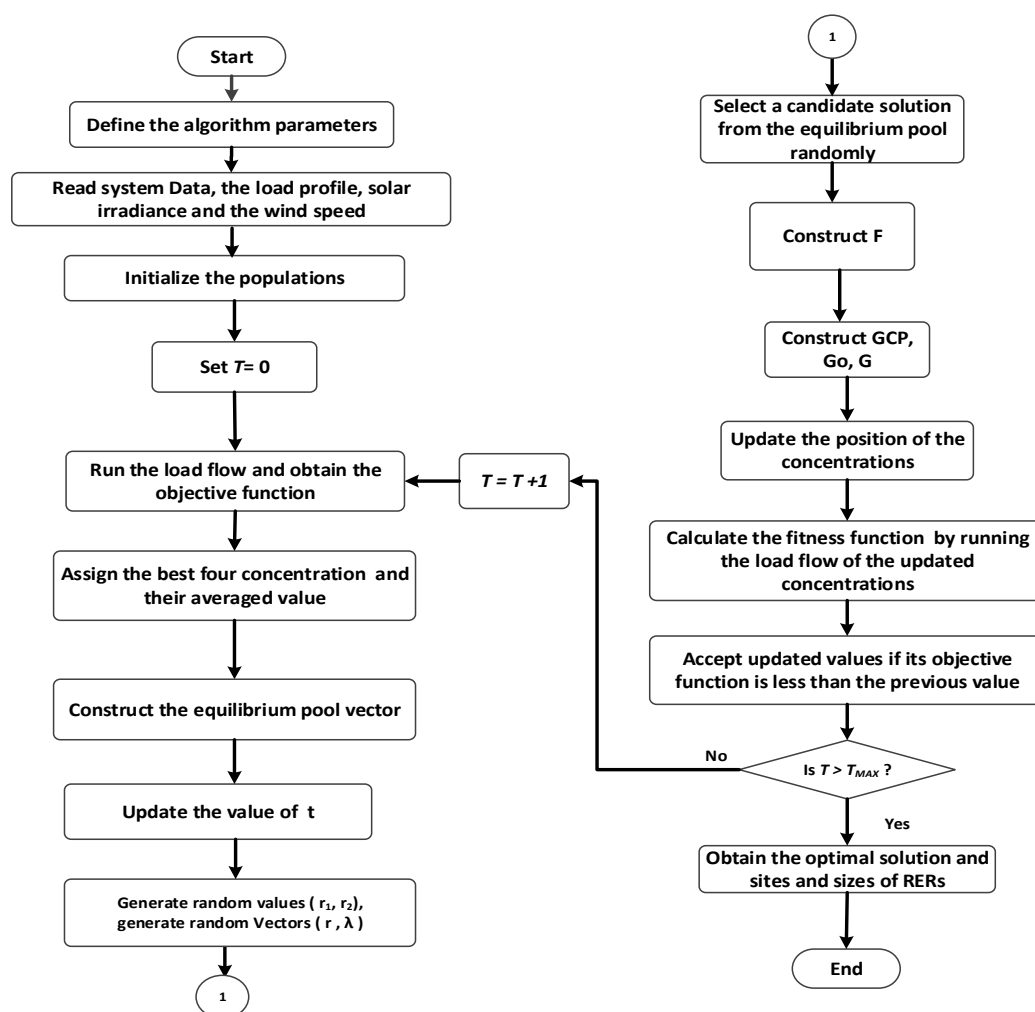 Start
Define the algorithm parameters
Read system Data, the load profile, solar
irradiance and the wind speed
Initialize the populations
Set T= 0
Run the load flow and obtain the
objective function
Assign the best four concentration and
their averaged value
Construct the equilibrium pool vector
Update the value of t
Generate random values ( r₁, r₂),
generate random Vectors ( r , λ )
1
T = T +1
1
Select a candidate solution
from the equilibrium pool
randomly
Construct F
Construct GCP,
Go, G
Update the position of the
concentrations
Calculate the fitness function by running
the load flow of the updated
concentrations
Accept updated values if its objective
function is less than the previous value
No
Is T > T_MAX ?
Yes
Obtain the optimal solution and
sites and sizes of RERs
End